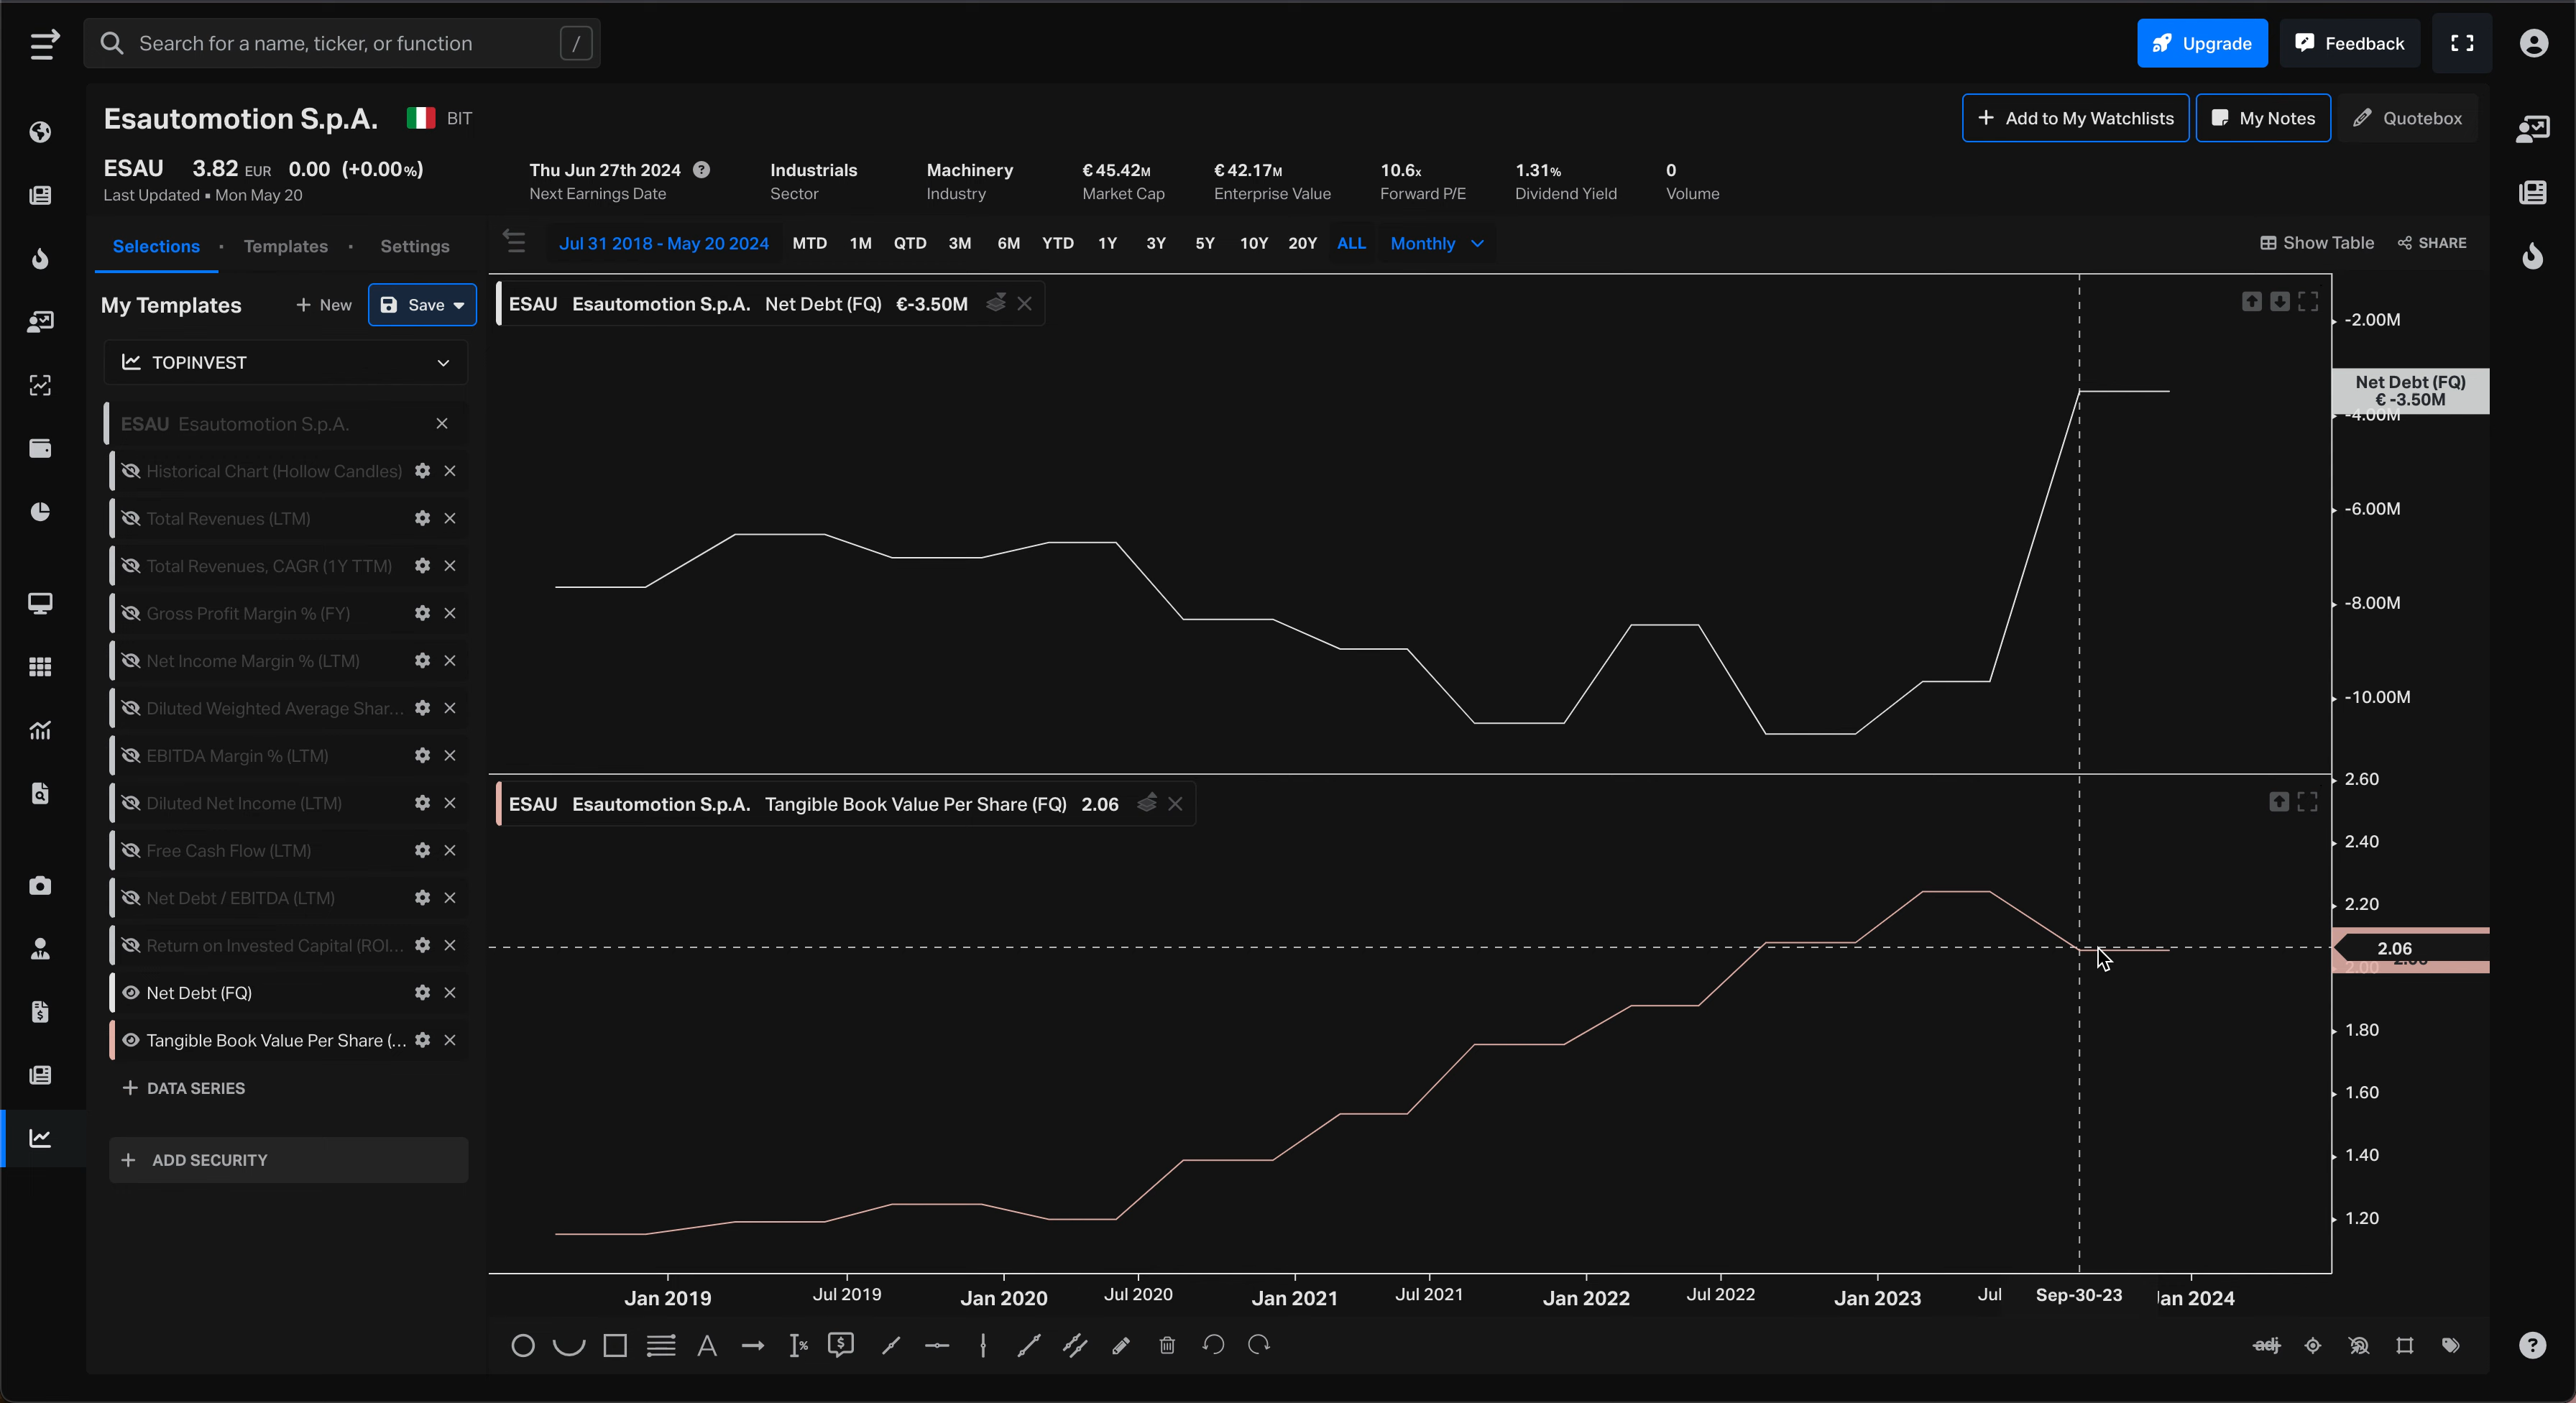 Search for a name, ticker, or function /
Upgrade
Feedback
Esautomotion S.p.A. BIT
+ Add to My Watchlists
My Notes
Quotebox
ESAU 3.82 EUR 0.00 (+0.00%)
Last Updated • Mon May 20
Thu Jun 27th 2024 ?
Next Earnings Date
Industrials
Sector
Machinery
Industry
€45.42M
Market Cap
€42.17M
Enterprise Value
10.6x
Forward P/E
1.31%
Dividend Yield
0
Volume
Selections · Templates · Settings
Jul 31 2018 - May 20 2024 MTD 1M QTD 3M 6M YTD 1Y 3Y 5Y 10Y 20Y ALL Monthly
Show Table SHARE
My Templates + New Save
TOPINVEST
ESAU Esautomotion S.p.A.
Historical Chart (Hollow Candles)
Total Revenues (LTM)
Total Revenues, CAGR (1Y TTM)
Gross Profit Margin % (FY)
Net Income Margin % (LTM)
Diluted Weighted Average Shar...
EBITDA Margin % (LTM)
Diluted Net Income (LTM)
Free Cash Flow (LTM)
Net Debt / EBITDA (LTM)
Return on Invested Capital (ROI...
Net Debt (FQ)
Tangible Book Value Per Share (...
+ DATA SERIES
+ ADD SECURITY
ESAU Esautomotion S.p.A. Net Debt (FQ) €-3.50M
-2.00M
Net Debt (FQ)
€ -3.50M
-4.00M
-6.00M
-8.00M
-10.00M
ESAU Esautomotion S.p.A. Tangible Book Value Per Share (FQ) 2.06
2.60
2.40
2.20
2.06
2.00
1.80
1.60
1.40
1.20
Jan 2019 Jul 2019 Jan 2020 Jul 2020 Jan 2021 Jul 2021 Jan 2022 Jul 2022 Jan 2023 Jul Sep-30-23 an 2024
A
%
$
adj
?